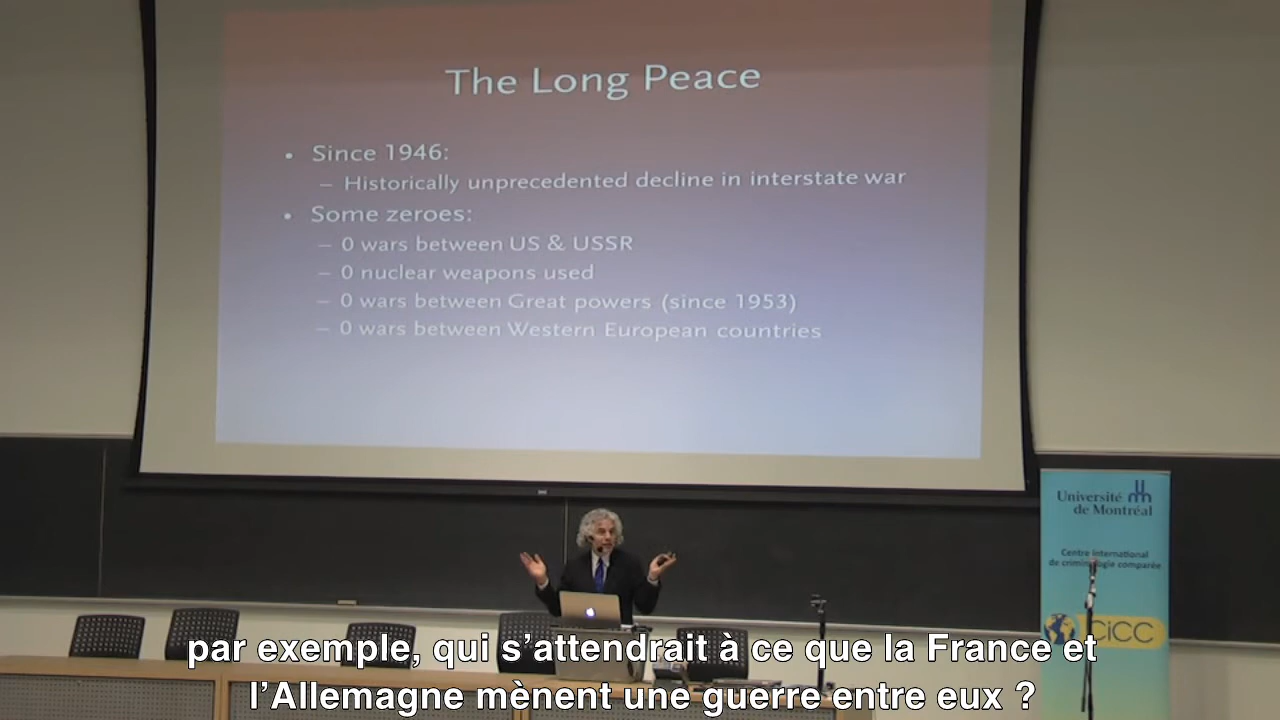 The Long Peace
• Since 1946:
– Historically unprecedented decline in interstate war
• Some zeroes:
– 0 wars between US & USSR
– 0 nuclear weapons used
– 0 wars between Great powers (since 1953)
– 0 wars between Western European countries
Université
de Montréal
Centre international
de criminologie comparée
CiCC
par exemple, qui s’attendrait à ce que la France et
l’Allemagne mènent une guerre entre eux ?